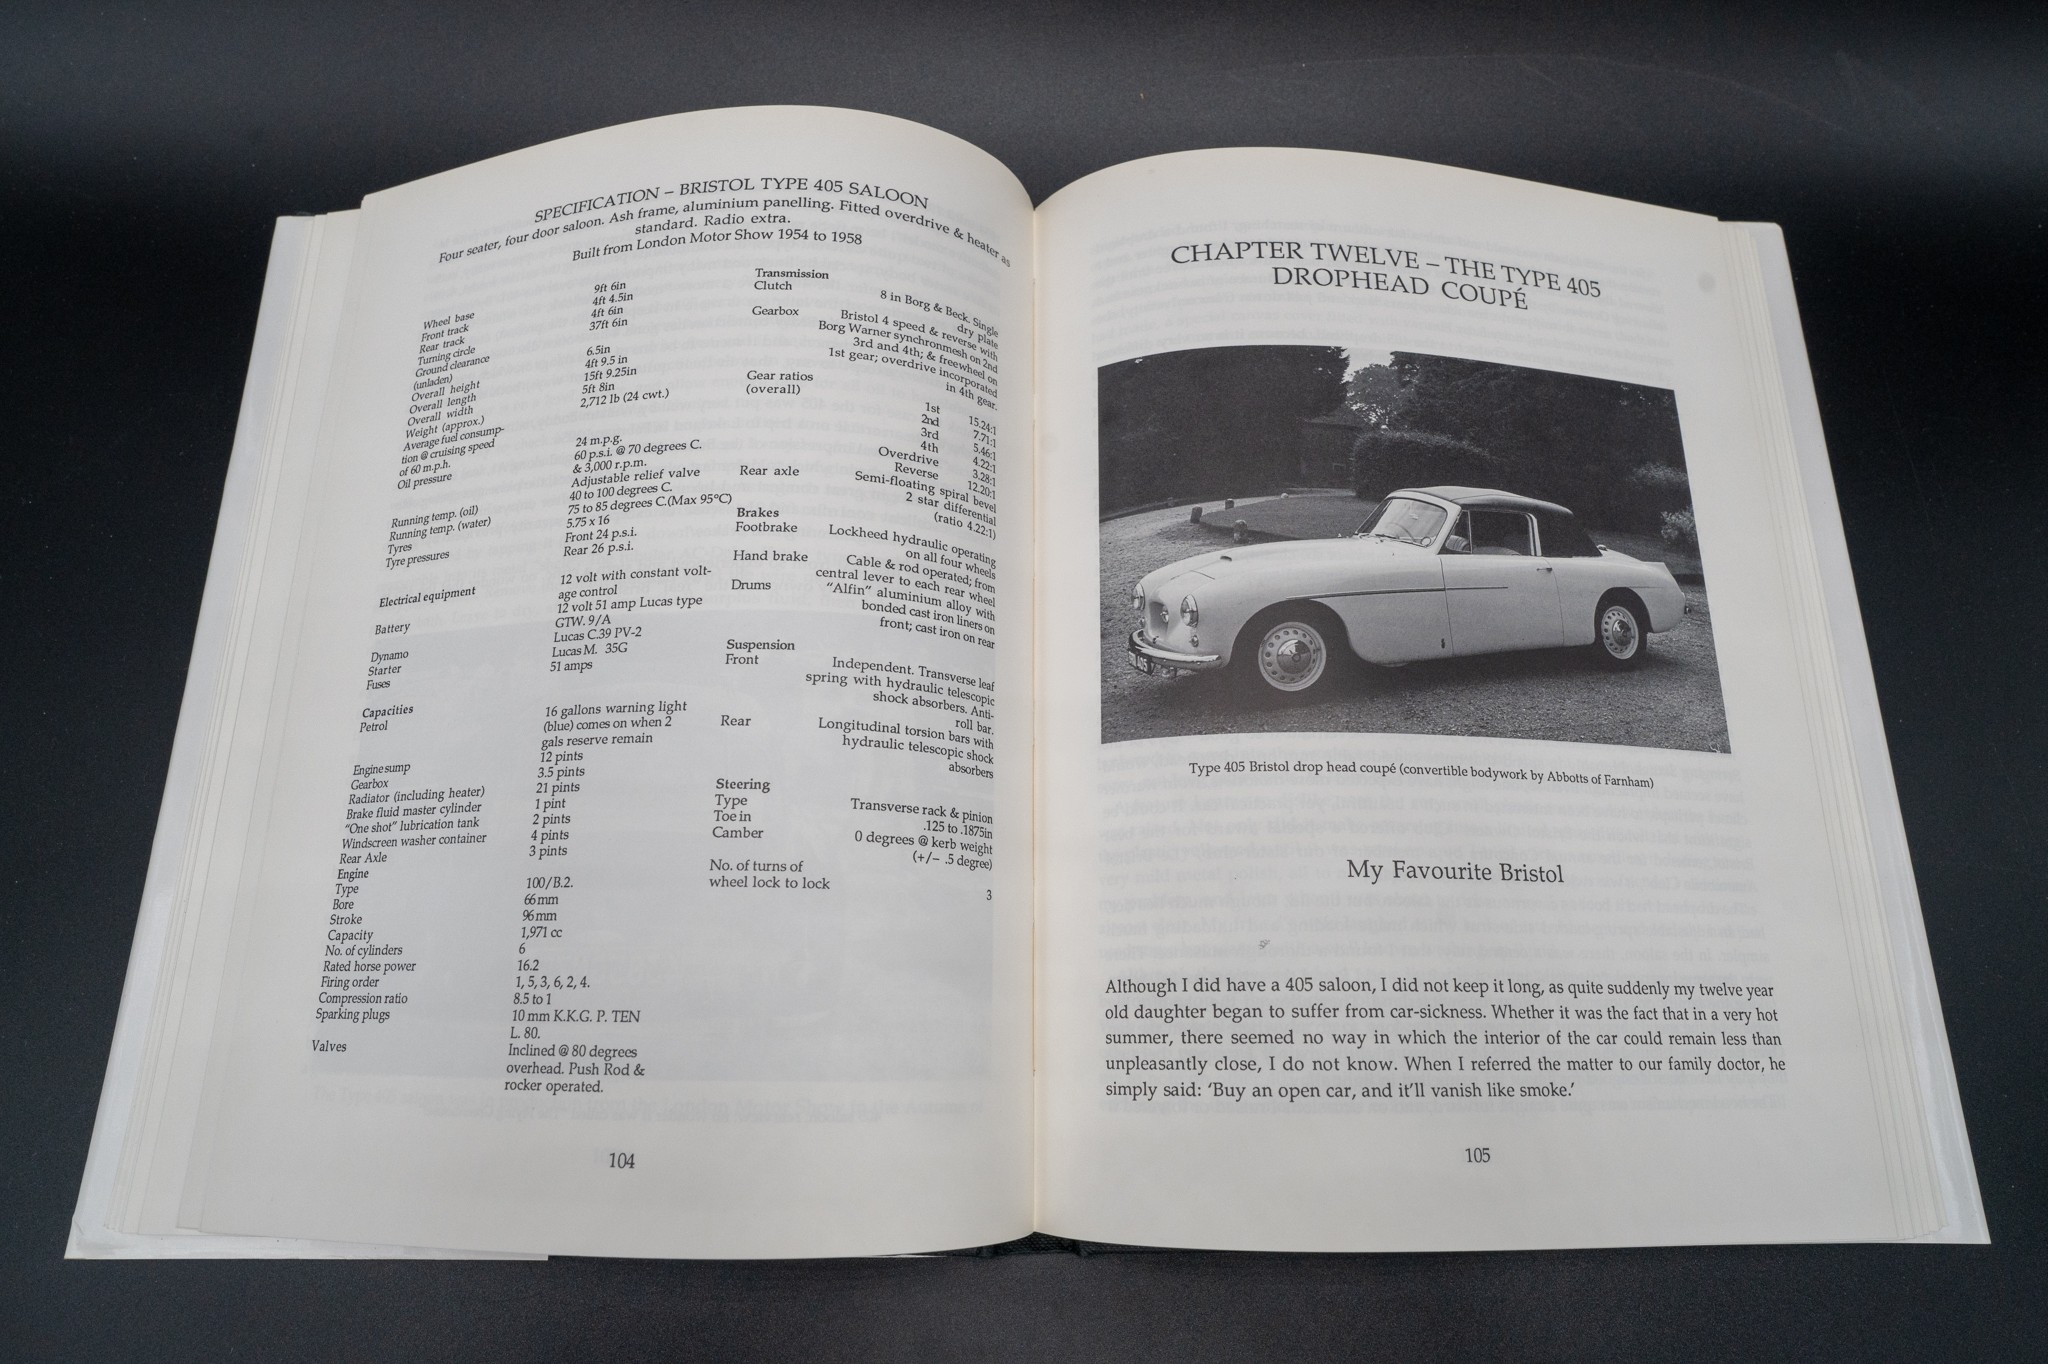 SPECIFICATION – BRISTOL TYPE 405 SALOON
Four seater, four door saloon. Ash frame, aluminium panelling. Fitted overdrive & heater as
standard. Radio extra.
Built from London Motor Show 1954 to 1958
Wheel base 9ft 6in
Front track 4ft 4.5in
Rear track 4ft 6in
Turning circle 37ft 6in
Ground clearance
(unladen) 6.5in
Overall height 4ft 9.5 in
Overall length 15ft 9.25in
Overall width 5ft 8in
Weight (approx.) 2,712 lb (24 cwt.)
Average fuel consump-
tion @ cruising speed
of 60 m.p.h. 24 m.p.g.
Oil pressure 60 p.s.i. @ 70 degrees C.
& 3,000 r.p.m.
Adjustable relief valve
Running temp. (oil) 40 to 100 degrees C.
Running temp. (water) 75 to 85 degrees C.(Max 95°C)
Tyres 5.75 x 16
Tyre pressures Front 24 p.s.i.
Rear 26 p.s.i.
Electrical equipment 12 volt with constant volt-
age control
Battery 12 volt 51 amp Lucas type
GTW. 9/A
Dynamo Lucas C.39 PV-2
Starter Lucas M. 35G
Fuses 51 amps
Capacities
Petrol 16 gallons warning light
(blue) comes on when 2
gals reserve remain
Engine sump 12 pints
Gearbox 3.5 pints
Radiator (including heater) 21 pints
Brake fluid master cylinder 1 pint
"One shot" lubrication tank 2 pints
Windscreen washer container 4 pints
Rear Axle 3 pints
Engine
Type 100/B.2.
Bore 66 mm
Stroke 96 mm
Capacity 1,971 cc
No. of cylinders 6
Rated horse power 16.2
Firing order 1, 5, 3, 6, 2, 4.
Compression ratio 8.5 to 1
Sparking plugs 10 mm K.K.G. P. TEN
L. 80.
Valves Inclined @ 80 degrees
overhead. Push Rod &
rocker operated.
Transmission
Clutch 8 in Borg & Beck. Single
dry plate
Gearbox Bristol 4 speed & reverse with
Borg Warner synchronmesh on 2nd
3rd and 4th; & freewheel on
1st gear; overdrive incorporated
in 4th gear.
Gear ratios
(overall)
1st 15.24:1
2nd 7.71:1
3rd 5.46:1
4th 4.22:1
Overdrive 3.28:1
Reverse 12.20:1
Rear axle Semi-floating spiral bevel
2 star differential
(ratio 4.22:1)
Brakes
Footbrake Lockheed hydraulic operating
on all four wheels
Hand brake Cable & rod operated; from
central lever to each rear wheel
Drums "Alfin" aluminium alloy with
bonded cast iron liners on
front; cast iron on rear
Suspension
Front Independent. Transverse leaf
spring with hydraulic telescopic
shock absorbers. Anti-
roll bar.
Rear Longitudinal torsion bars with
hydraulic telescopic shock
absorbers
Steering
Type Transverse rack & pinion
Toe in .125 to .1875in
Camber 0 degrees @ kerb weight
(+/– .5 degree)
No. of turns of
wheel lock to lock 3
104
CHAPTER TWELVE – THE TYPE 405
DROPHEAD COUPÉ
405
Type 405 Bristol drop head coupé (convertible bodywork by Abbotts of Farnham)
My Favourite Bristol
Although I did have a 405 saloon, I did not keep it long, as quite suddenly my twelve year
old daughter began to suffer from car-sickness. Whether it was the fact that in a very hot
summer, there seemed no way in which the interior of the car could remain less than
unpleasantly close, I do not know. When I referred the matter to our family doctor, he
simply said: 'Buy an open car, and it'll vanish like smoke.'
105